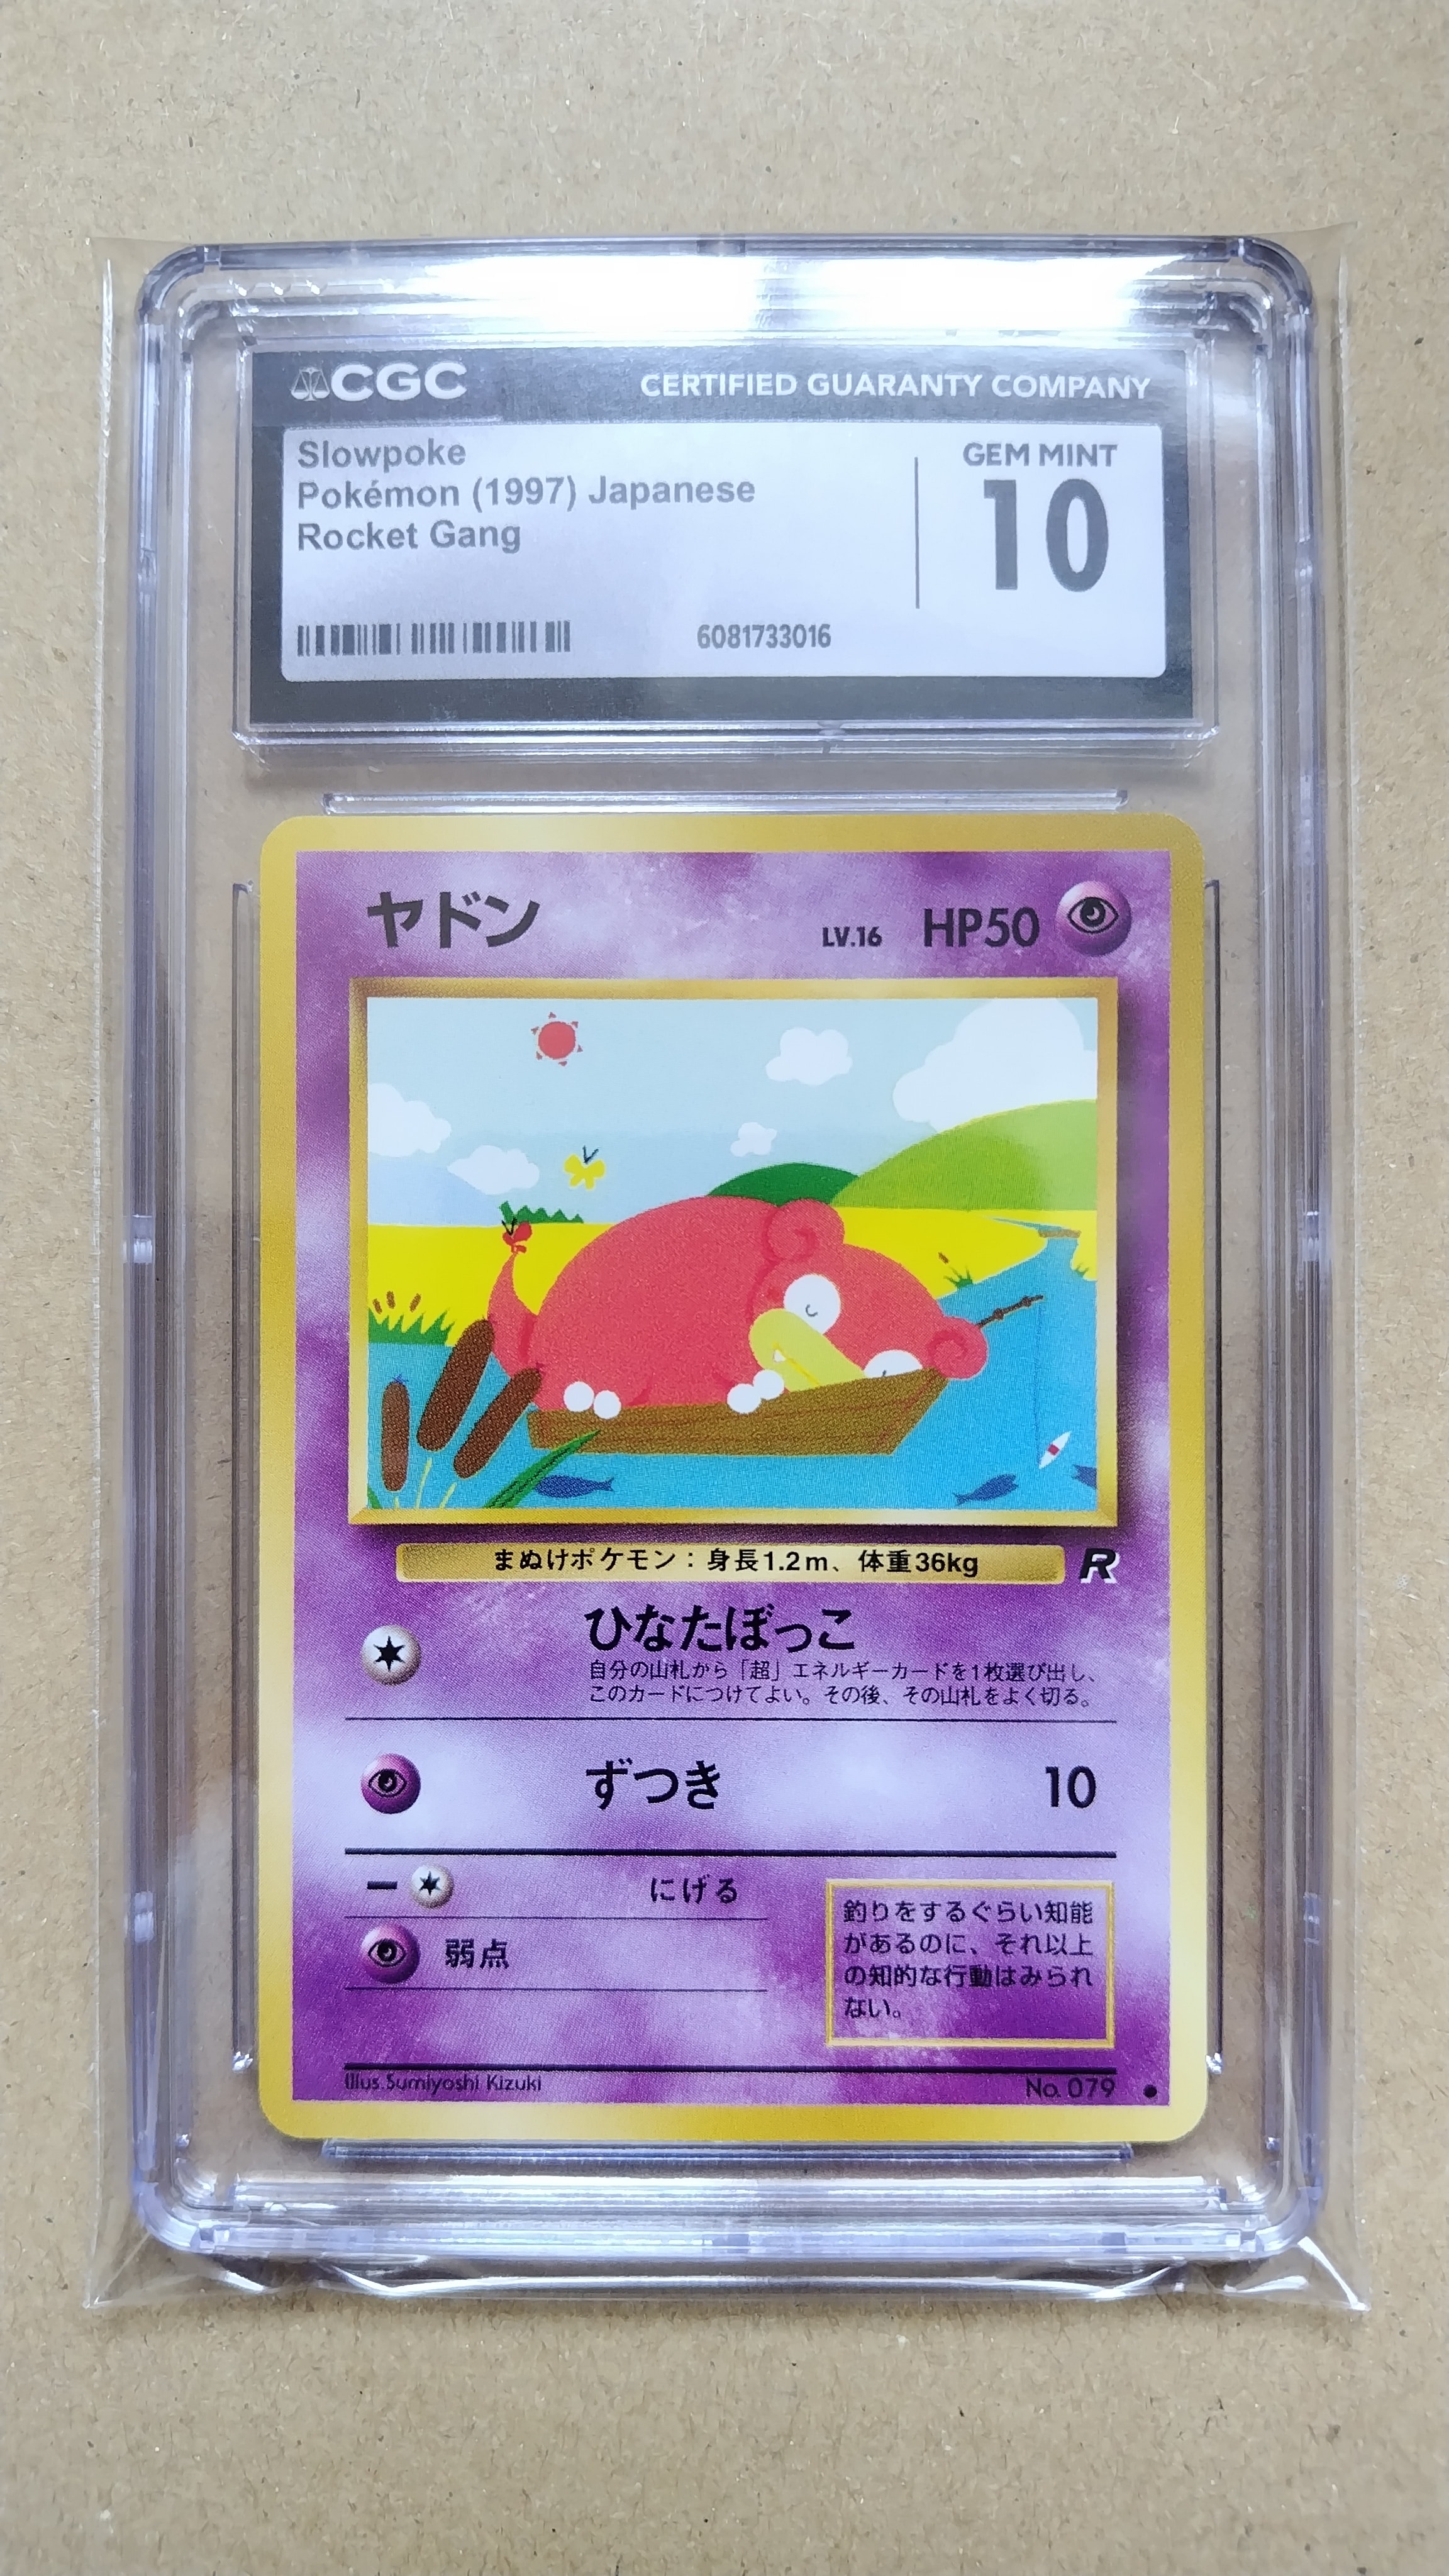 CGC CERTIFIED GUARANTY COMPANY
Slowpoke
Pokémon (1997) Japanese
Rocket Gang
GEM MINT
10
6081733016
ヤドン LV.16 HP50
まぬけポケモン：身長1.2m、体重36kg R
ひなたぼっこ
自分の山札から「超」エネルギーカードを1枚選び出し、
このカードにつけてよい。その後、その山札をよく切る。
ずつき 10
にげる
弱点
釣りをするぐらい知能
があるのに、それ以上
の知的な行動はみられ
ない。
Illus. Sumiyoshi Kizuki No. 079